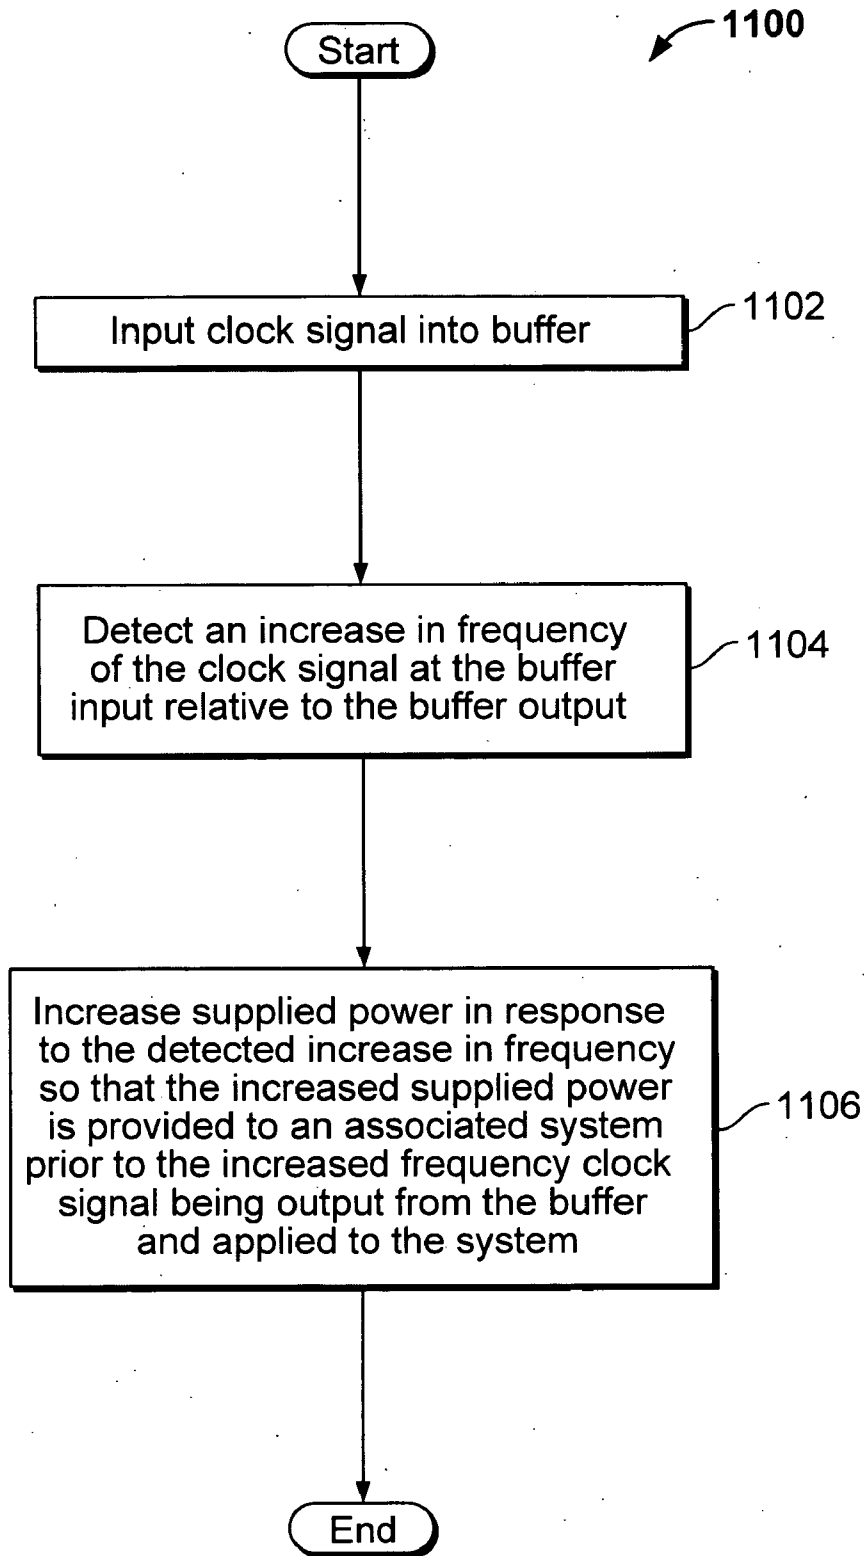 1100
Start
Input clock signal into buffer
1102
Detect an increase in frequency
of the clock signal at the buffer
input relative to the buffer output
1104
Increase supplied power in response
to the detected increase in frequency
so that the increased supplied power
is provided to an associated system
prior to the increased frequency clock
signal being output from the buffer
and applied to the system
1106
End